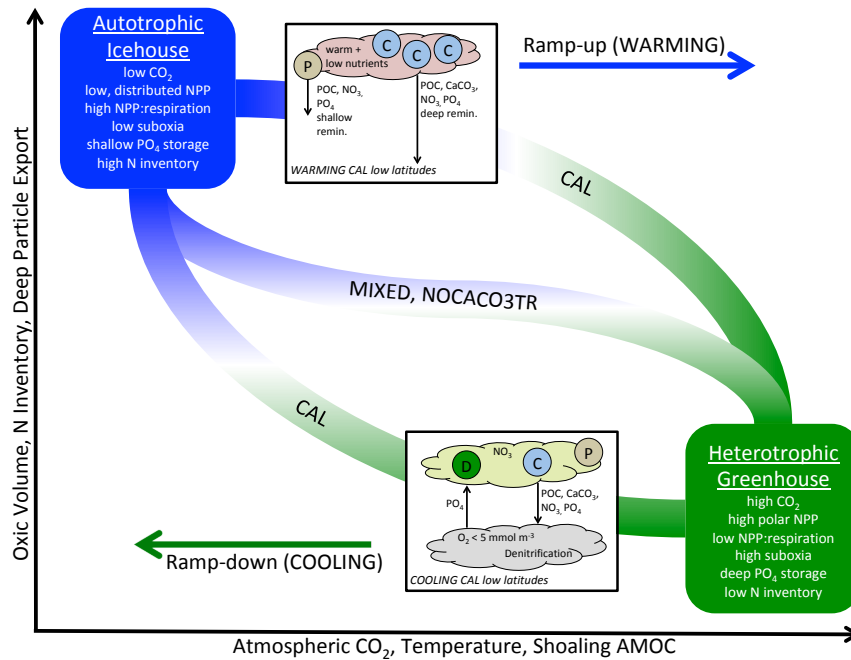 Autotrophic
Icehouse
low CO₂
low, distributed NPP
high NPP:respiration
low suboxia
shallow PO₄ storage
high N inventory
warm +
low nutrients
C
C
C
P
POC, NO₃,
PO₄
shallow
remin.
POC, CaCO₃,
NO₃, PO₄
deep remin.
WARMING CAL low latitudes
Ramp-up (WARMING)
CAL
MIXED, NOCACO3TR
CAL
NO₃
D
C
P
PO₄
POC, CaCO₃,
NO₃, PO₄
O₂ < 5 mmol m⁻³
Denitrification
COOLING CAL low latitudes
Ramp-down (COOLING)
Heterotrophic
Greenhouse
high CO₂
high polar NPP
low NPP:respiration
high suboxia
deep PO₄ storage
low N inventory
Oxic Volume, N Inventory, Deep Particle Export
Atmospheric CO₂, Temperature, Shoaling AMOC